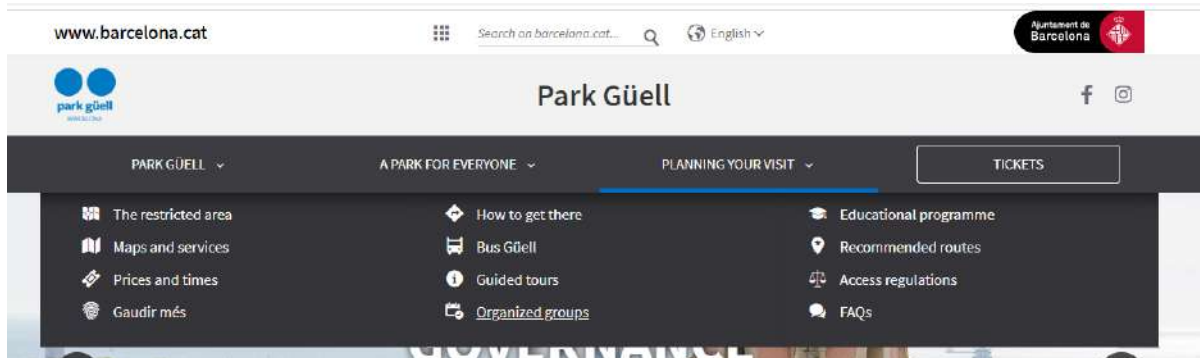 www.barcelona.cat
Search on barcelona.cat...
English
Ajuntament de
Barcelona
park güell
Park Güell
PARK GÜELL
A PARK FOR EVERYONE
PLANNING YOUR VISIT
TICKETS
The restricted area
How to get there
Educational programme
Maps and services
Bus Güell
Recommended routes
Prices and times
Guided tours
Access regulations
Gaudir més
Organized groups
FAQs
GOVERNANCE